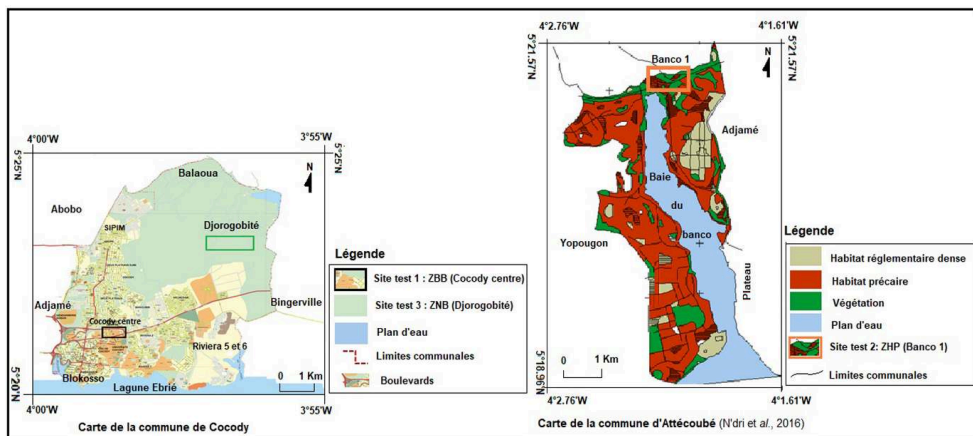 4°00'W
3°55'W
5°25'N
5°25'N
Balaoua
N
Abobo
SIPIM
Djorogobité
Adjamé
Cocody centre
Bingerville
Riviera 5 et 6
Blokosso
Lagune Ebrié
0 1 Km
5°20'N
5°20'N
4°00'W
3°55'W
Carte de la commune de Cocody
Légende
Site test 1 : ZBB (Cocody centre)
Site test 3 : ZNB (Djorogobité)
Plan d'eau
Limites communales
Boulevards
4°2.76'W
4°1.61'W
5°21.57'N
5°21.57'N
Banco 1
N
Adjamé
Baie
du
banco
Yopougon
Plateau
0 1 Km
5°18.96'N
5°18.96'N
4°2.76'W
4°1.61'W
Carte de la commune d'Attécoubé (N'dri et al., 2016)
Légende
Habitat réglementaire dense
Habitat précaire
Végétation
Plan d'eau
Site test 2: ZHP (Banco 1)
Limites communales